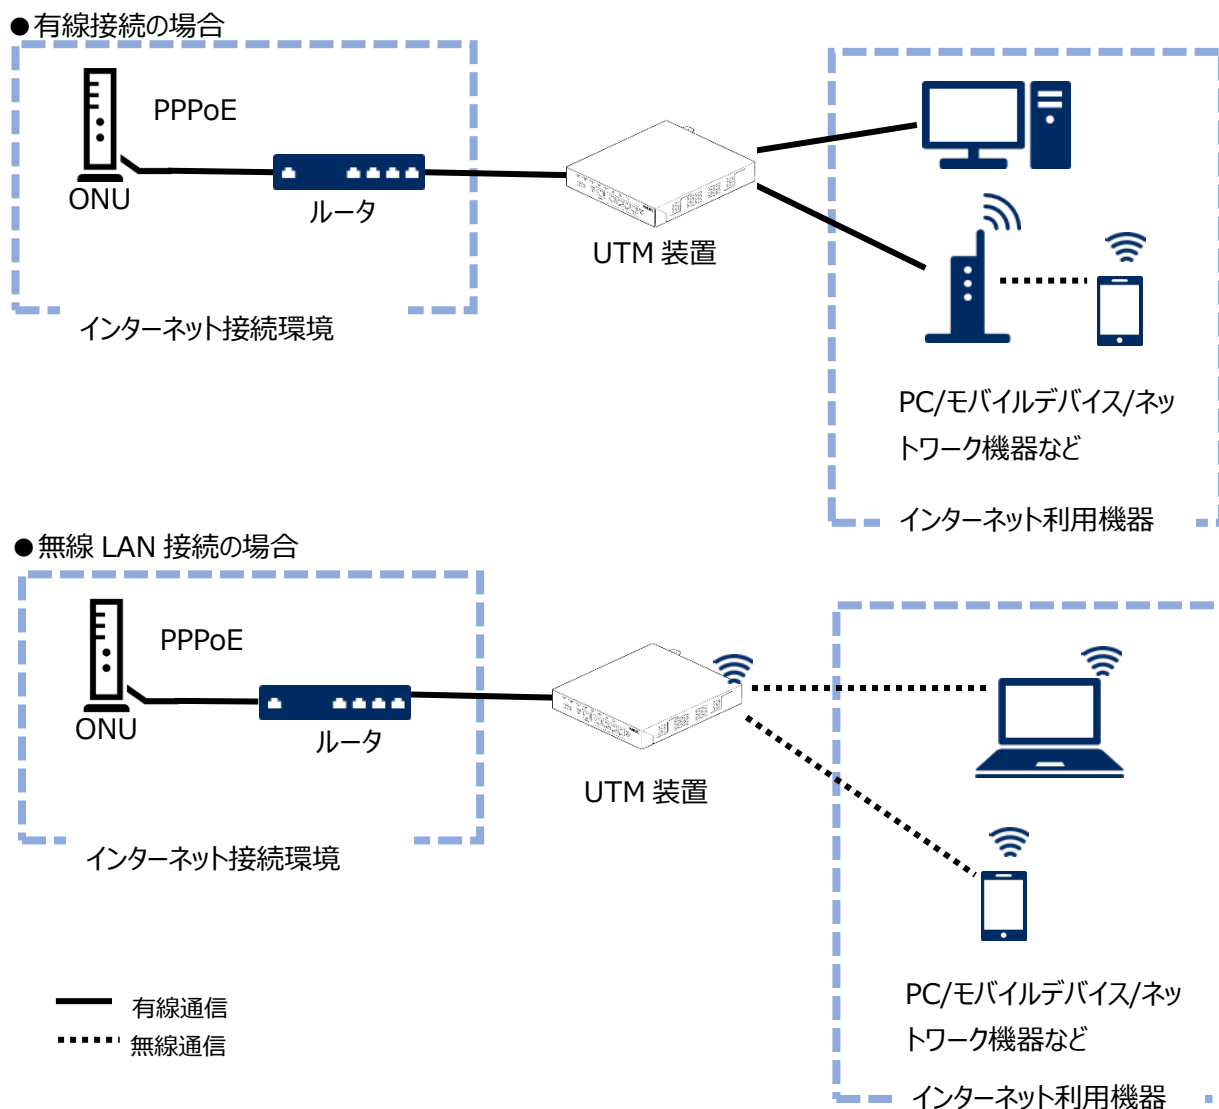 ●有線接続の場合
PPPoE
ONU
ルータ
UTM 装置
インターネット接続環境
PC/モバイルデバイス/ネッ
トワーク機器など
インターネット利用機器
●無線 LAN 接続の場合
PPPoE
ONU
ルータ
UTM 装置
インターネット接続環境
有線通信
無線通信
PC/モバイルデバイス/ネッ
トワーク機器など
インターネット利用機器